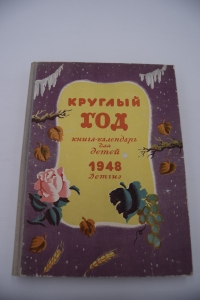 КРУГЛЫЙ
ГОД
книга-календарь
для
детей
1948
Детгиз